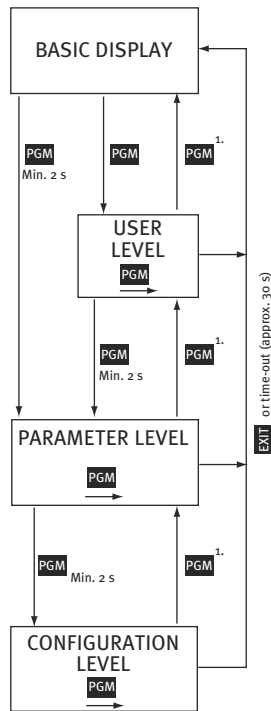 BASIC DISPLAY
PGM
Min. 2 s
PGM
PGM 1.
USER
LEVEL
PGM
PGM
Min. 2 s
PGM 1.
PARAMETER LEVEL
PGM
PGM
Min. 2 s
PGM 1.
CONFIGURATION
LEVEL
PGM
EXIT or time-out (approx. 30 s)